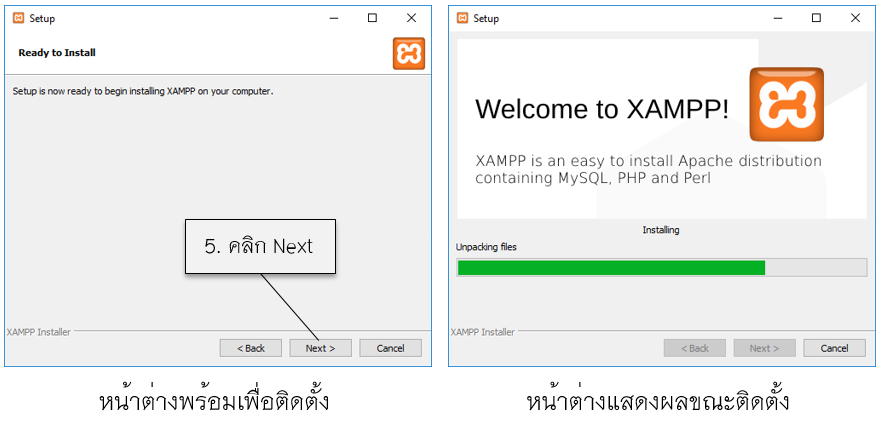 Setup
Ready to Install
Setup is now ready to begin installing XAMPP on your computer.
5. คลิก Next
XAMPP Installer
< Back
Next >
Cancel
หน้าต่างพร้อมเพื่อติดตั้ง
Setup
Welcome to XAMPP!
XAMPP is an easy to install Apache distribution
containing MySQL, PHP and Perl
Installing
Unpacking files
XAMPP Installer
< Back
Next >
Cancel
หน้าต่างแสดงผลขณะติดตั้ง